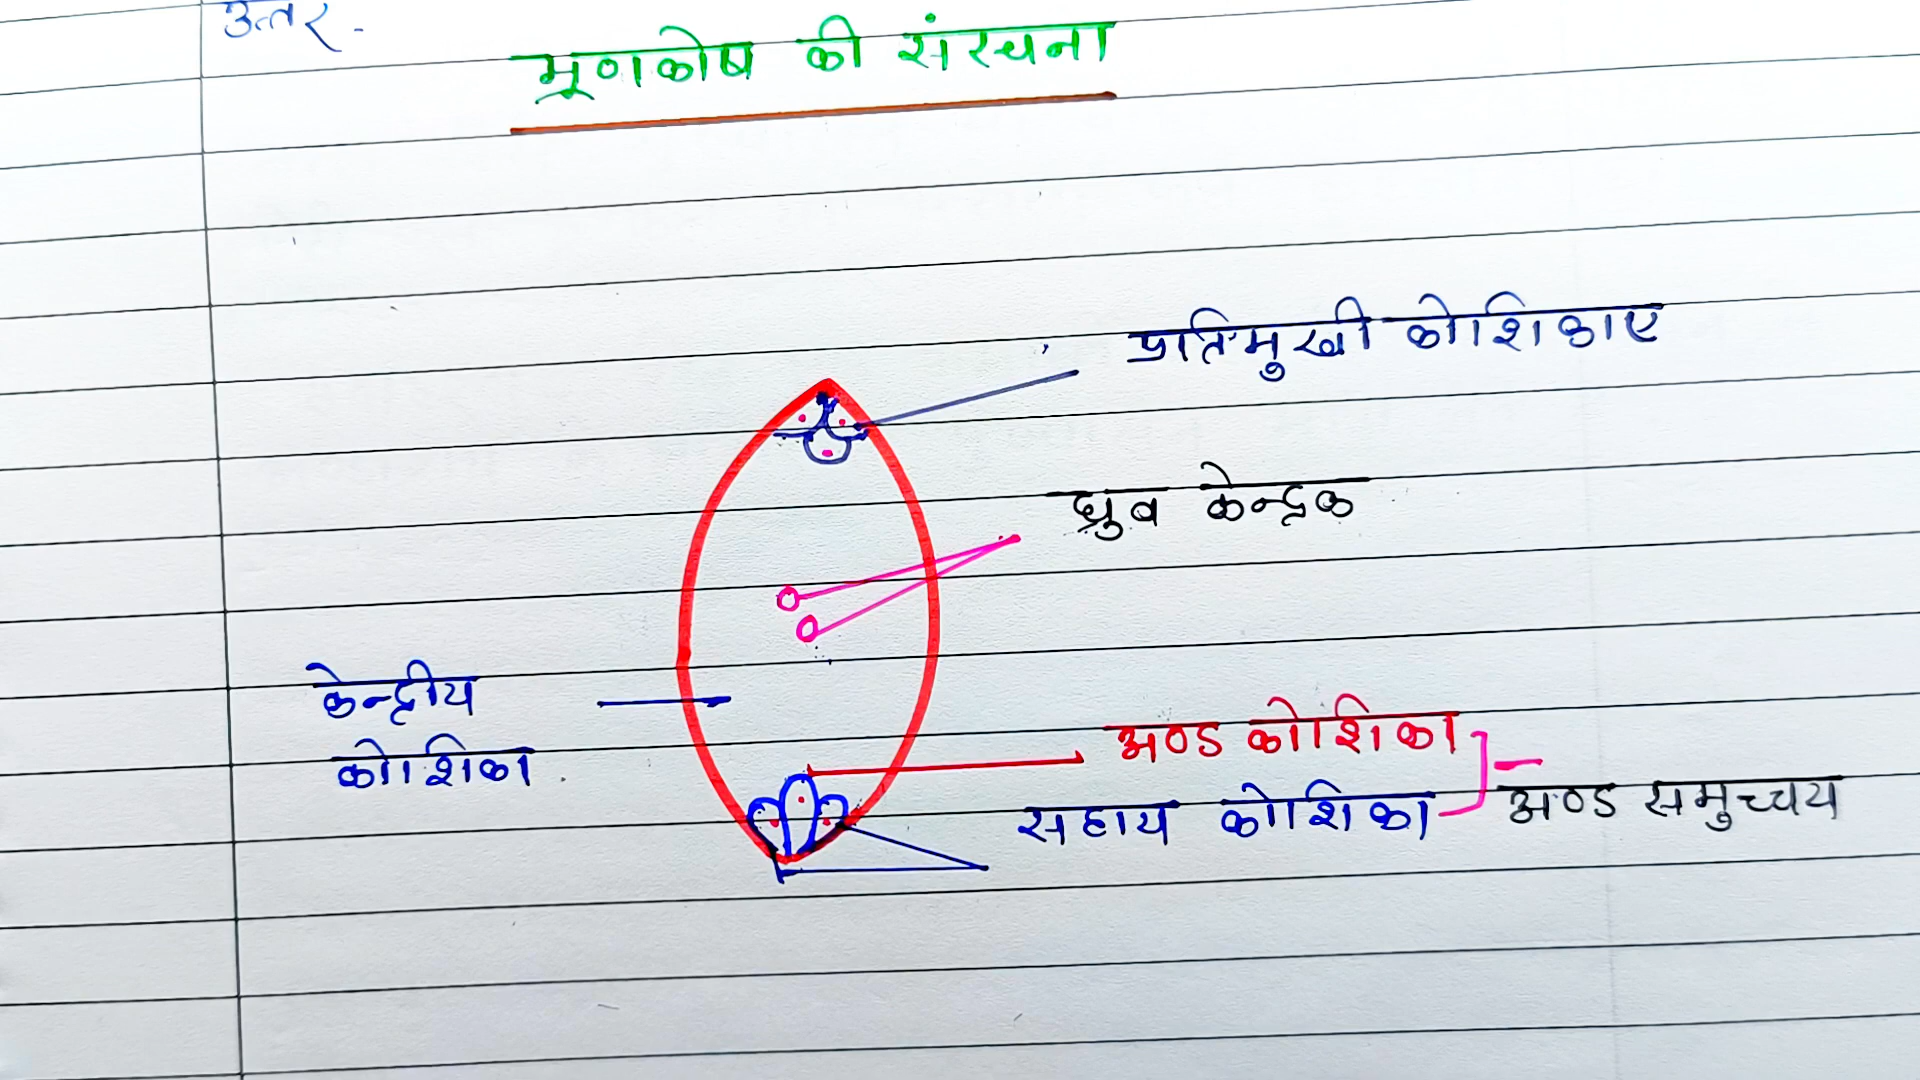 उत्तर.
भ्रूणकोष की संरचना
प्रतिमुखी कोशिकाए
ध्रुव केन्द्रक
केन्द्रीय
कोशिका
अण्ड कोशिका
सहाय कोशिका
अण्ड समुच्चय